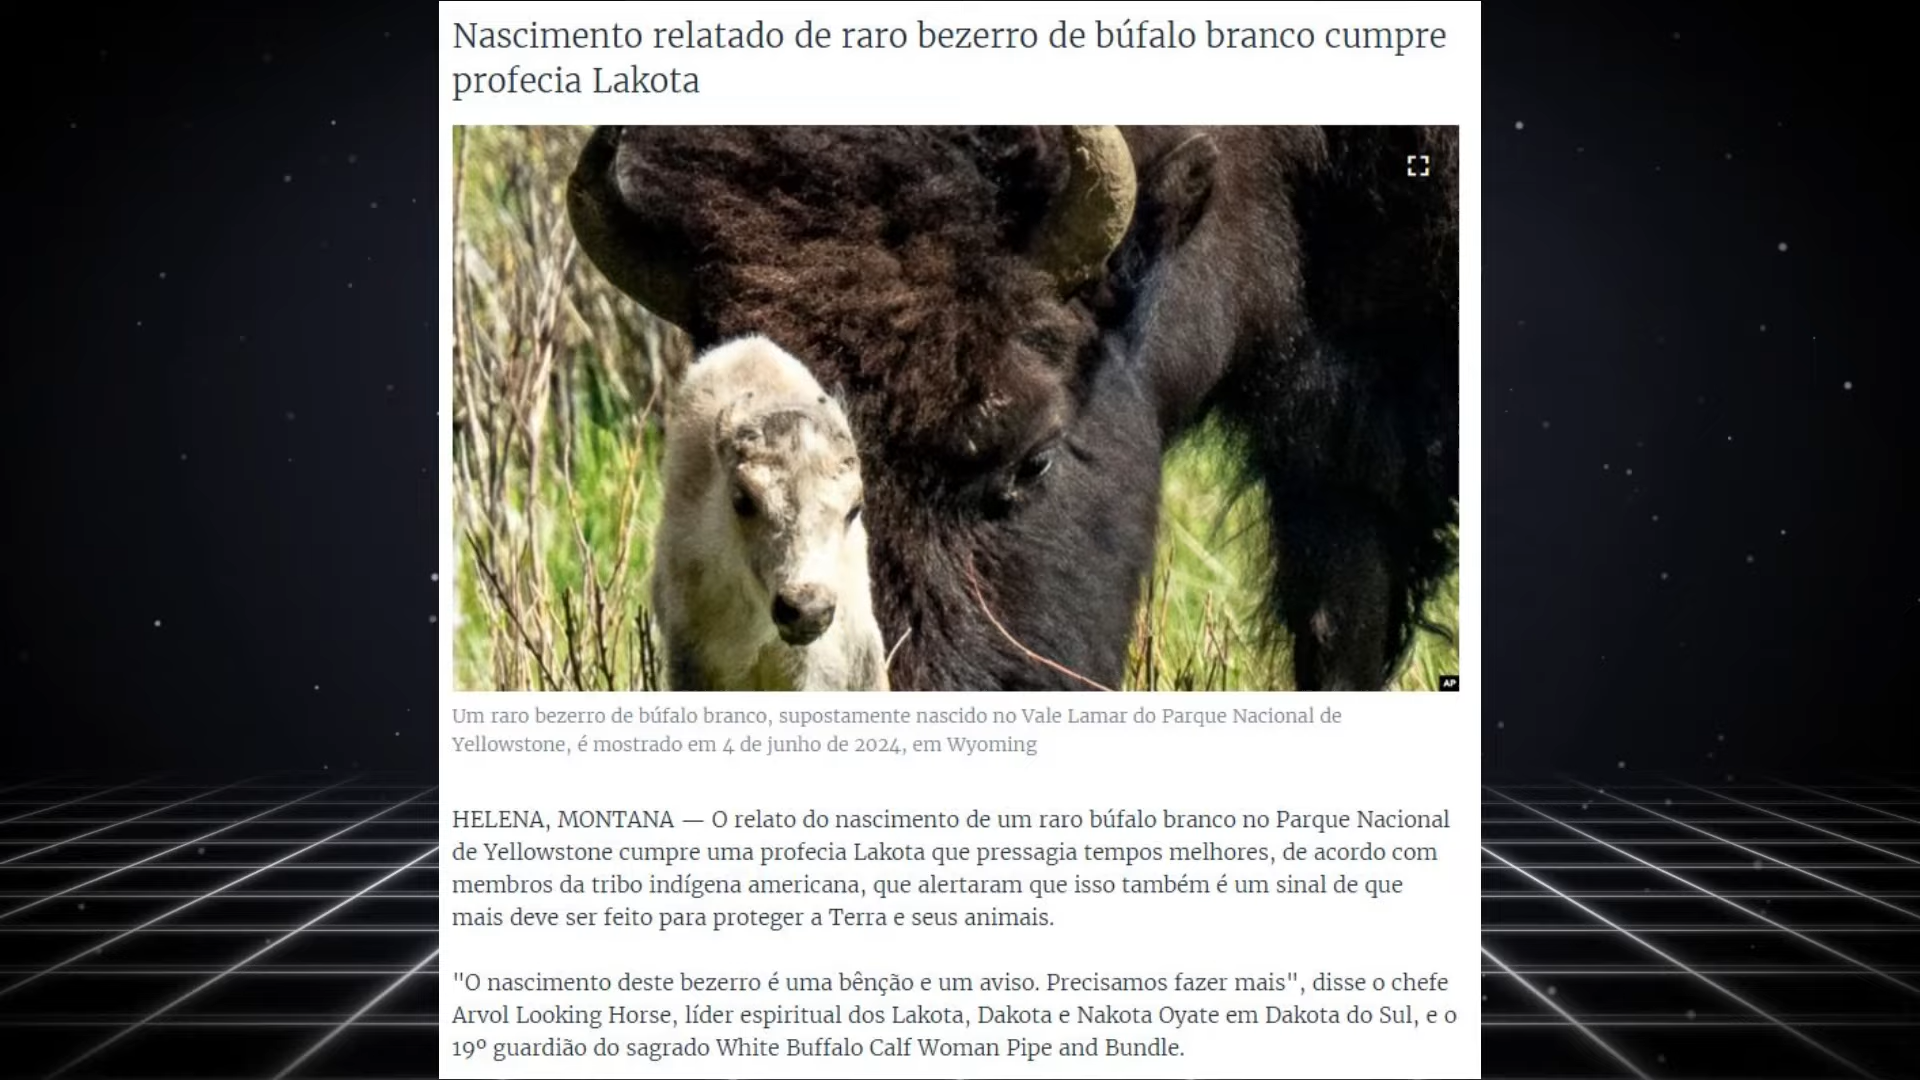 Nascimento relatado de raro bezerro de búfalo branco cumpre
profecia Lakota
AP
Um raro bezerro de búfalo branco, supostamente nascido no Vale Lamar do Parque Nacional de
Yellowstone, é mostrado em 4 de junho de 2024, em Wyoming
HELENA, MONTANA — O relato do nascimento de um raro búfalo branco no Parque Nacional
de Yellowstone cumpre uma profecia Lakota que pressagia tempos melhores, de acordo com
membros da tribo indígena americana, que alertaram que isso também é um sinal de que
mais deve ser feito para proteger a Terra e seus animais.
"O nascimento deste bezerro é uma bênção e um aviso. Precisamos fazer mais", disse o chefe
Arvol Looking Horse, líder espiritual dos Lakota, Dakota e Nakota Oyate em Dakota do Sul, e o
19º guardião do sagrado White Buffalo Calf Woman Pipe and Bundle.